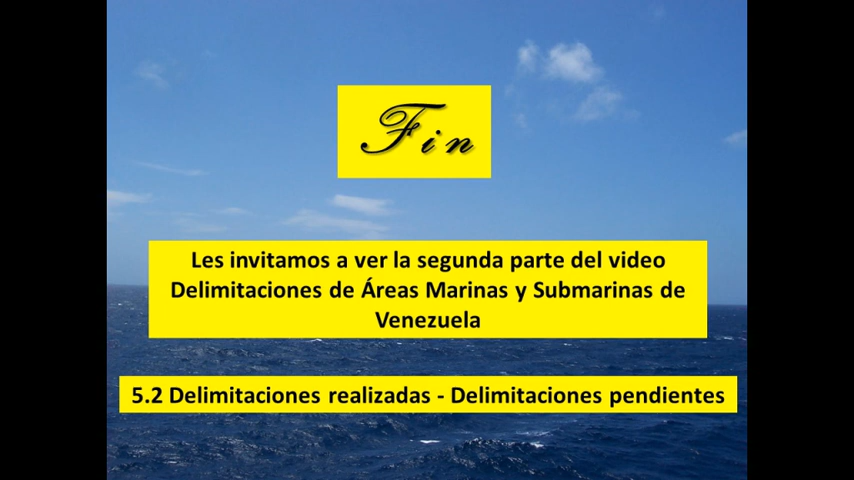 Fin
Les invitamos a ver la segunda parte del video
Delimitaciones de Áreas Marinas y Submarinas de
Venezuela
5.2 Delimitaciones realizadas - Delimitaciones pendientes